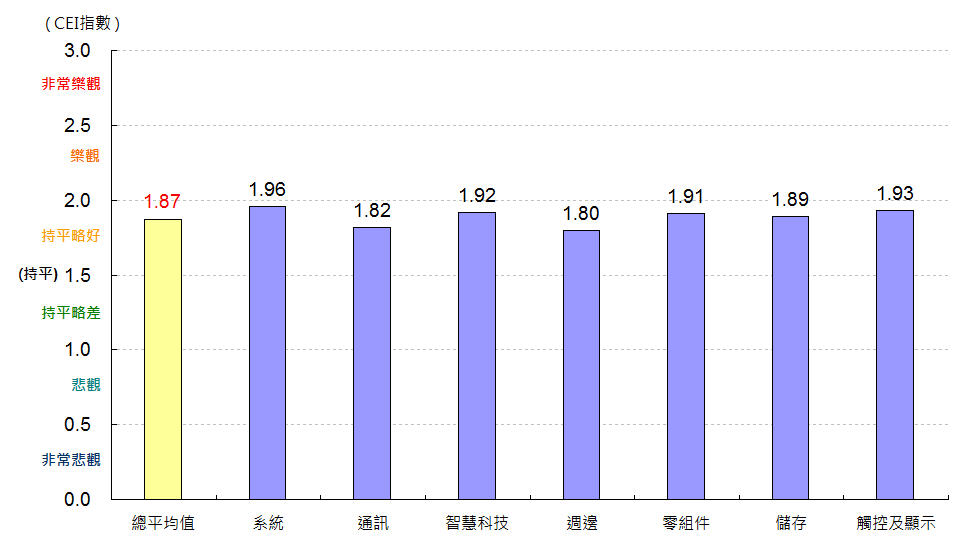 ( CEI指數 )
3.0
非常樂觀
2.5
樂觀
2.0
持平略好
(持平) 1.5
持平略差
1.0
悲觀
0.5
非常悲觀
0.0
1.87 1.96 1.82 1.92 1.80 1.91 1.89 1.93
總平均值 系統 通訊 智慧科技 週邊 零組件 儲存 觸控及顯示